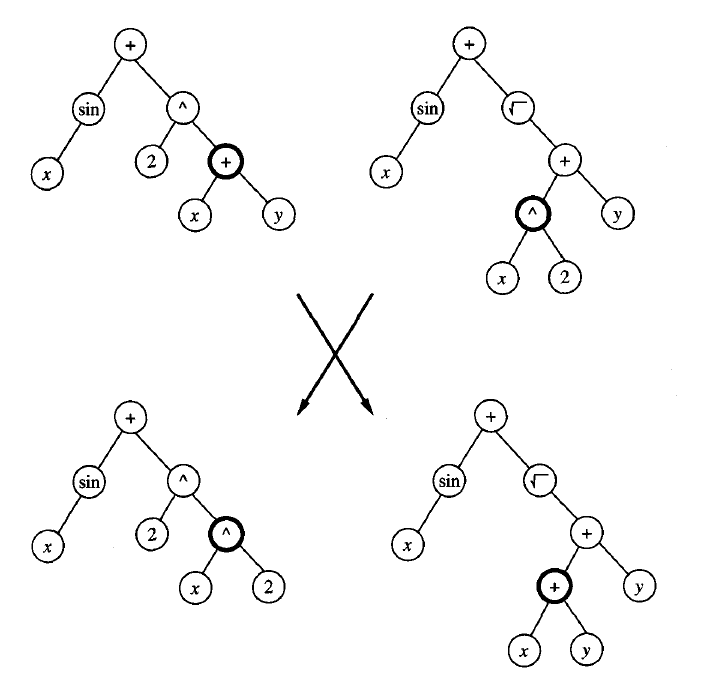 + +
sin ^ sin √
x 2 + x +
x y ^ y
x 2
+ +
sin ^ sin √
x 2 ^ x +
x 2 + y
x y